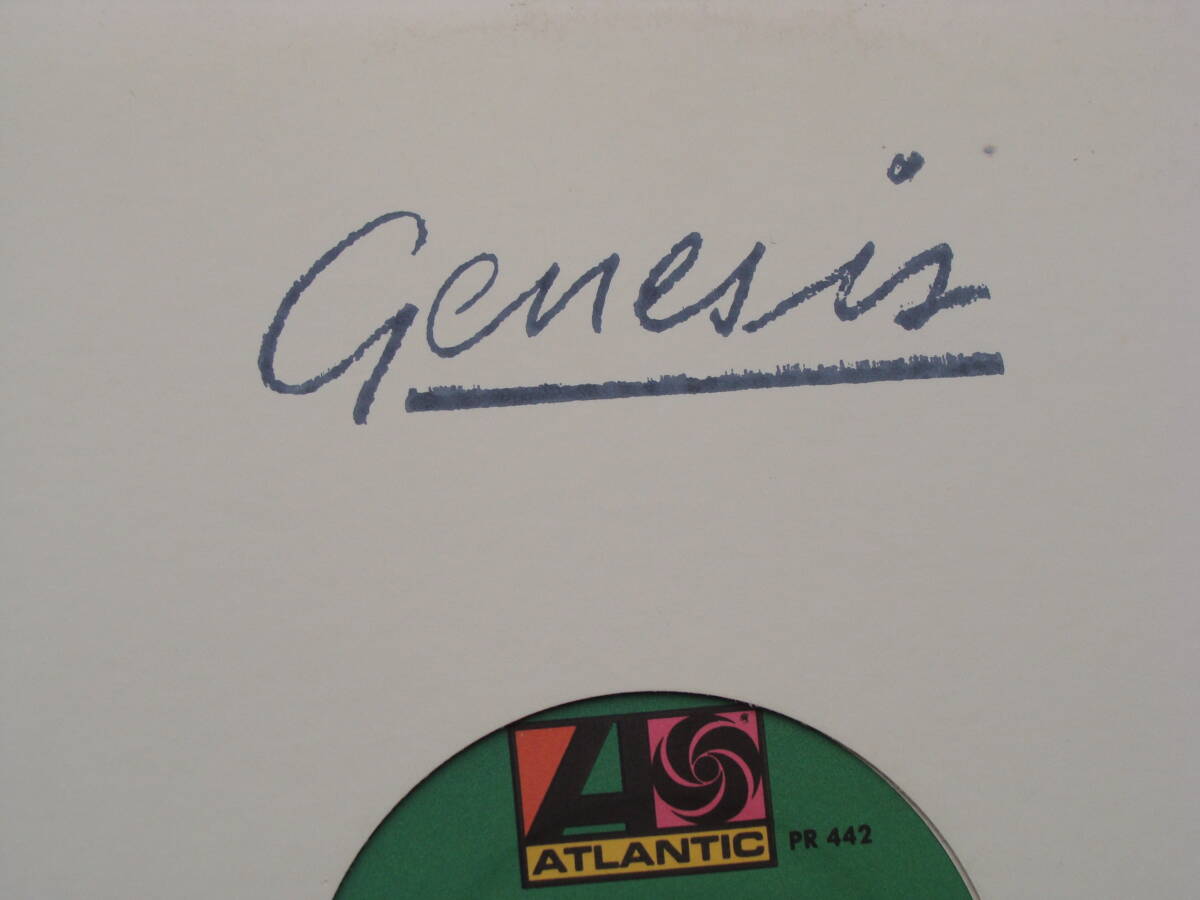 Genesis
ATLANTIC
PR 442